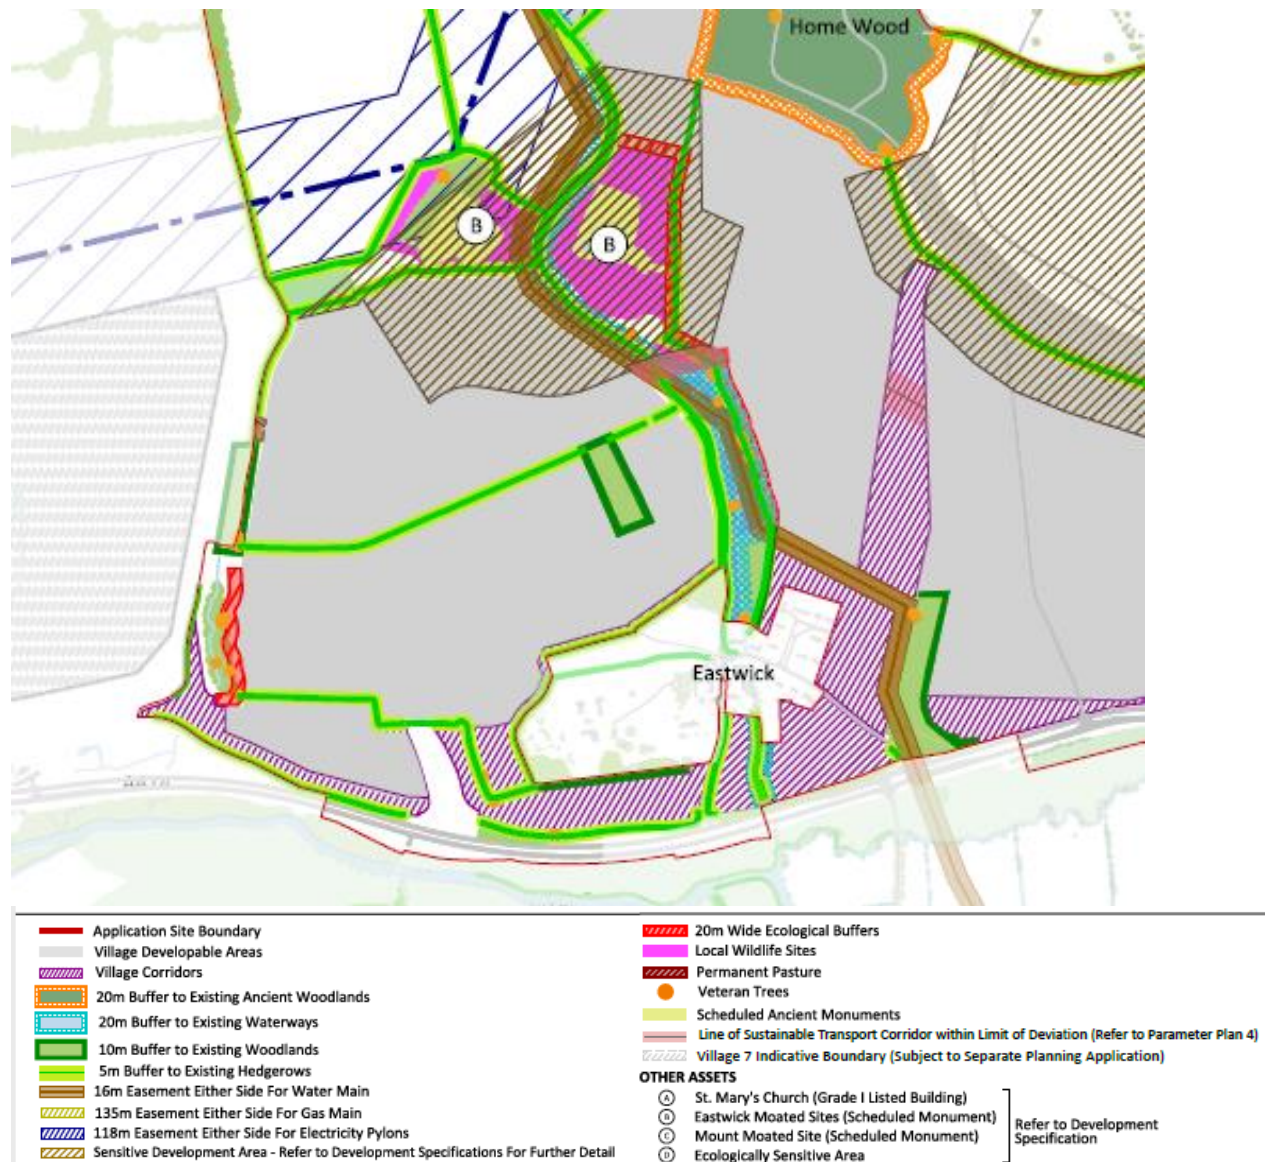 Home Wood
B
B
Eastwick
Application Site Boundary
Village Developable Areas
Village Corridors
20m Buffer to Existing Ancient Woodlands
20m Buffer to Existing Waterways
10m Buffer to Existing Woodlands
5m Buffer to Existing Hedgerows
16m Easement Either Side For Water Main
135m Easement Either Side For Gas Main
118m Easement Either Side For Electricity Pylons
Sensitive Development Area - Refer to Development Specifications For Further Detail
20m Wide Ecological Buffers
Local Wildlife Sites
Permanent Pasture
Veteran Trees
Scheduled Ancient Monuments
Line of Sustainable Transport Corridor within Limit of Deviation (Refer to Parameter Plan 4)
Village 7 Indicative Boundary (Subject to Separate Planning Application)
OTHER ASSETS
A St. Mary's Church (Grade I Listed Building)
B Eastwick Moated Sites (Scheduled Monument)
C Mount Moated Site (Scheduled Monument)
D Ecologically Sensitive Area
Refer to Development
Specification